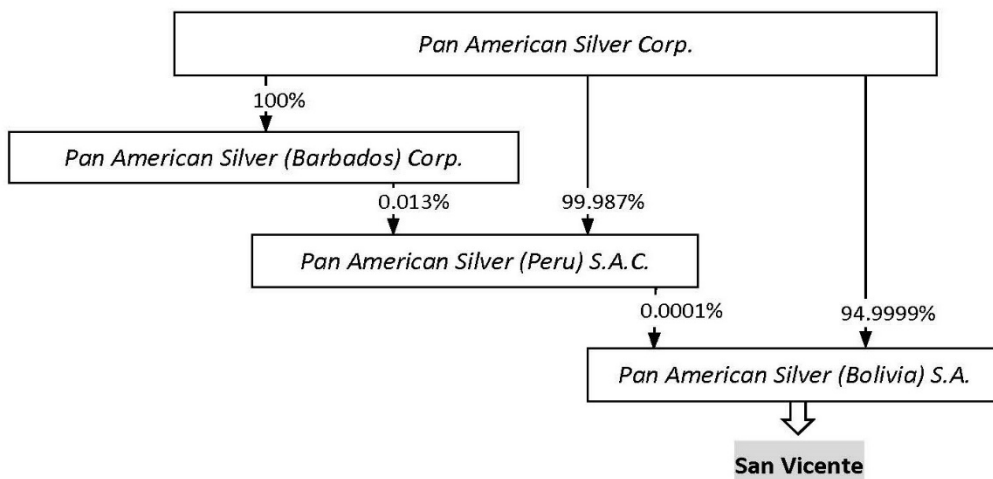 Pan American Silver Corp.
100%
Pan American Silver (Barbados) Corp.
0.013%
99.987%
Pan American Silver (Peru) S.A.C.
0.0001%
94.9999%
Pan American Silver (Bolivia) S.A.
San Vicente